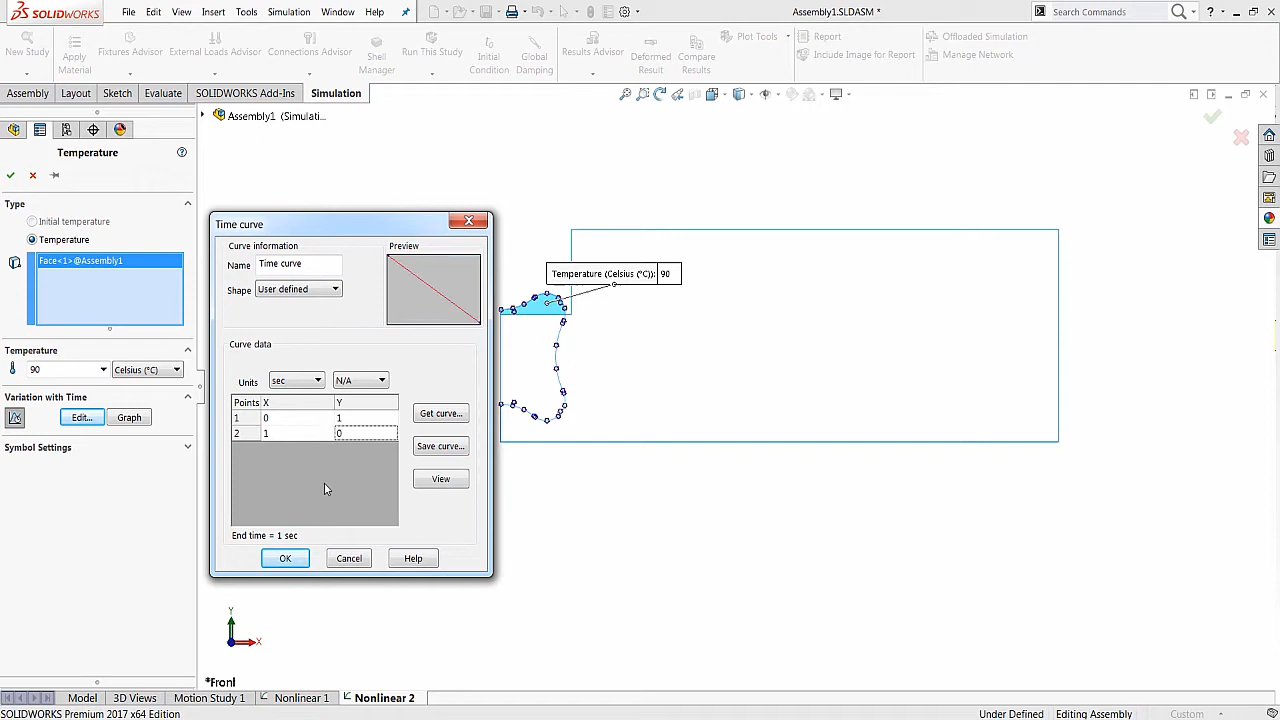 SOLIDWORKS
File Edit View Insert Tools Simulation Window Help
Assembly1.SLDASM *
Search Commands
New Study
Apply Material
Fixtures Advisor
External Loads Advisor
Connections Advisor
Shell Manager
Run This Study
Initial Condition
Global Damping
Results Advisor
Deformed Result
Compare Results
Plot Tools
Report
Include Image for Report
Offloaded Simulation
Manage Network
Assembly Layout Sketch Evaluate SOLIDWORKS Add-Ins Simulation
Assembly1 (Simulati...
Temperature
Type
Initial temperature
Temperature
Face<1>@Assembly1
Temperature
90 Celsius (°C)
Variation with Time
Edit... Graph
Symbol Settings
Time curve
Curve information
Name Time curve
Shape User defined
Preview
Curve data
Units sec N/A
Points X Y
1 0 1
2 1 0
Get curve...
Save curve...
View
End time = 1 sec
OK Cancel Help
Temperature (Celsius (°C)): 90
Y
X
*Front
Model 3D Views Motion Study 1 Nonlinear 1 Nonlinear 2
SOLIDWORKS Premium 2017 x64 Edition
Under Defined Editing Assembly Custom